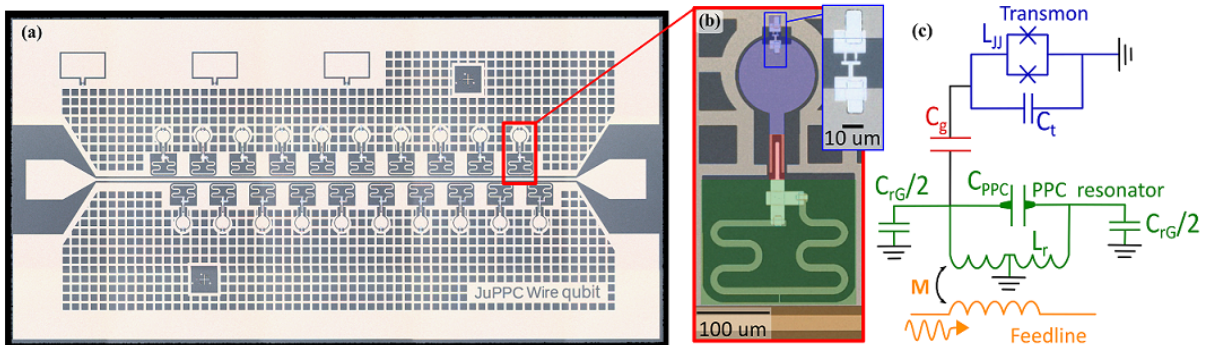 (a)
JuPPC Wire qubit
(b)
10 um
100 um
(c)
Transmon
L_JJ
C_t
C_g
C_rG/2
C_PPC
PPC resonator
C_rG/2
L_r
M
Feedline